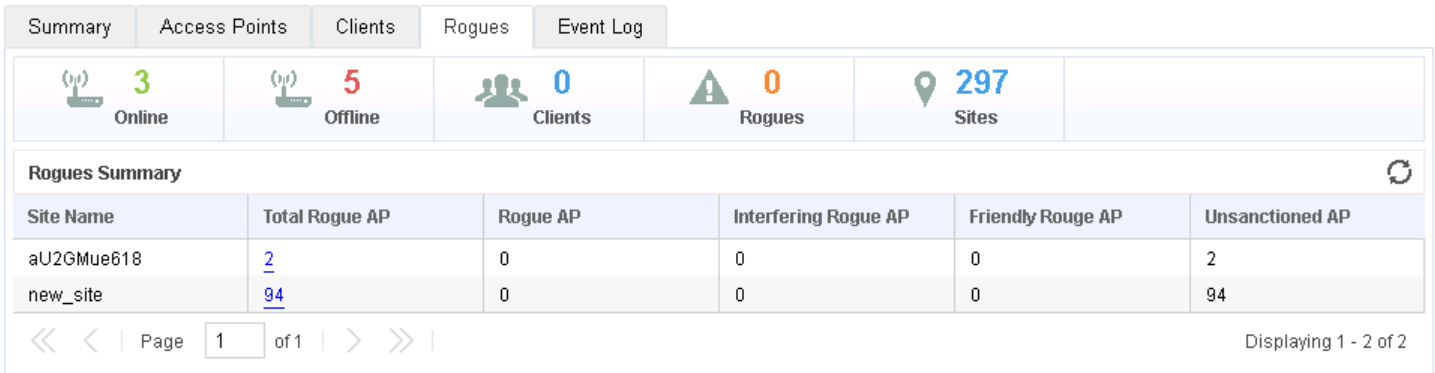 Summary Access Points Clients Rogues Event Log
3 5 0 0 297
Online Offline Clients Rogues Sites
Rogues Summary
Site Name Total Rogue AP Rogue AP Interfering Rogue AP Friendly Rouge AP Unsanctioned AP
aU2GMue618 2 0 0 0 2
new_site 94 0 0 0 94
Page 1 of 1 Displaying 1 - 2 of 2